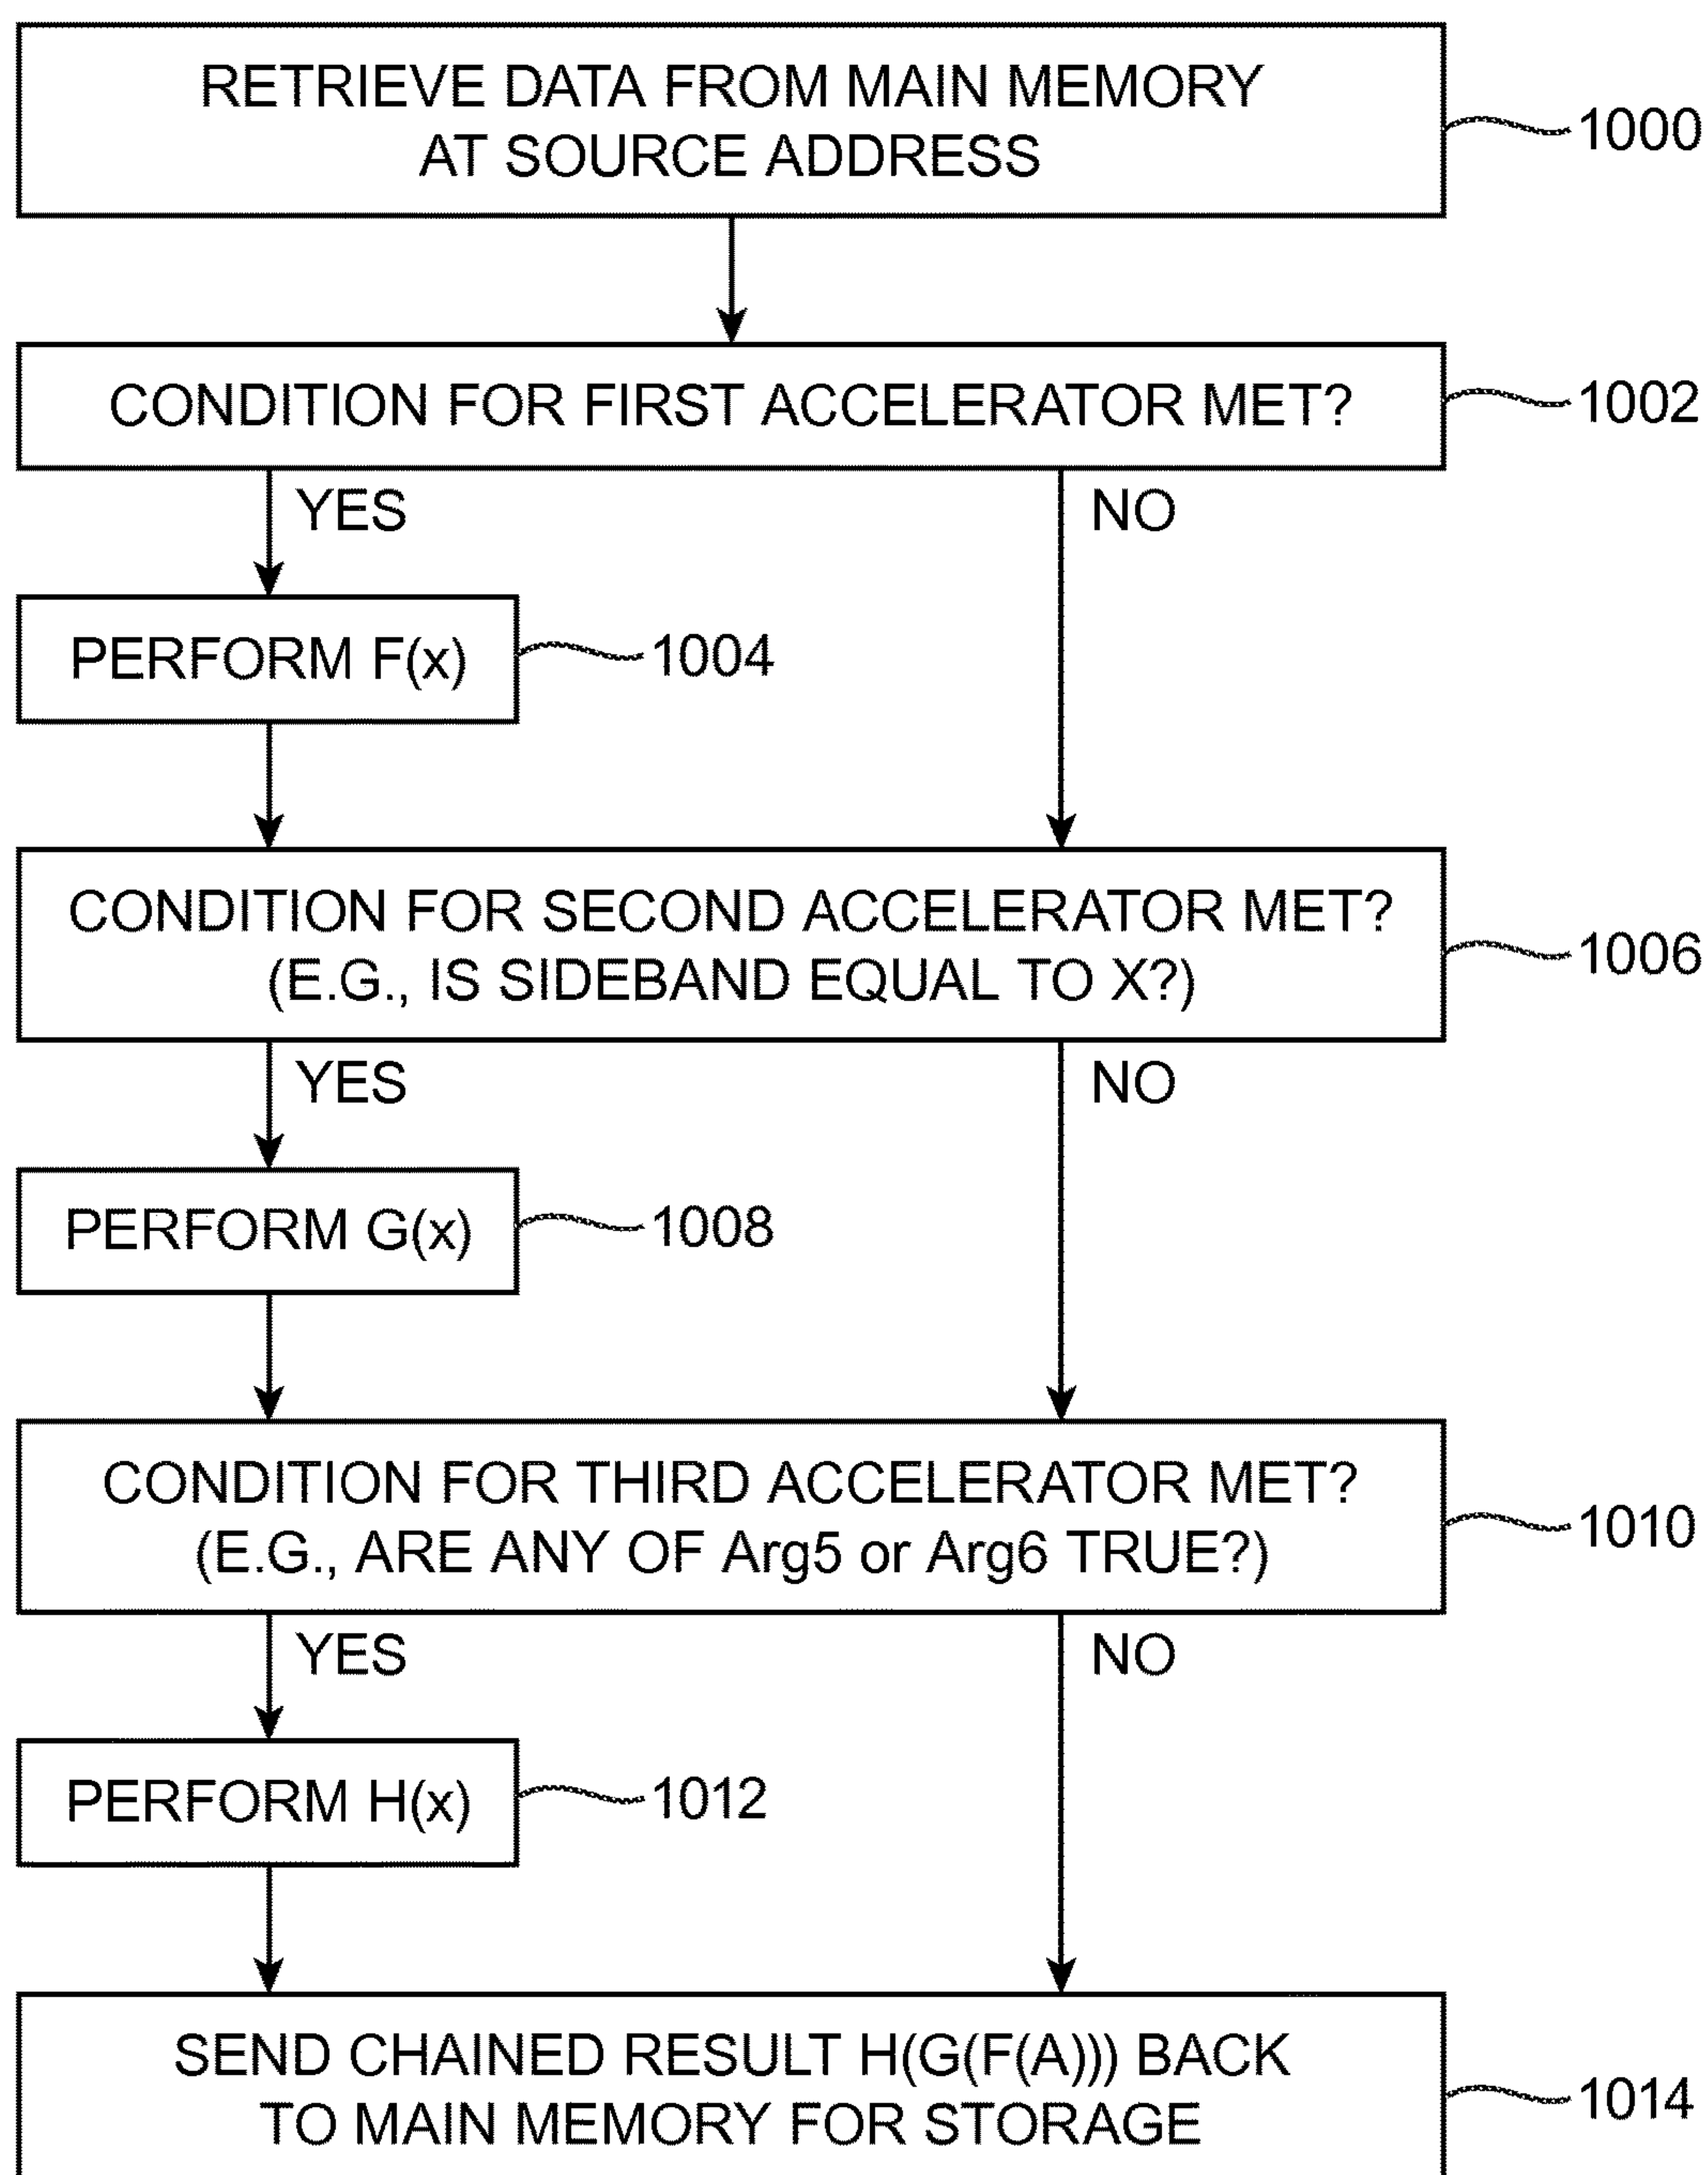 RETRIEVE DATA FROM MAIN MEMORY
AT SOURCE ADDRESS
1000
CONDITION FOR FIRST ACCELERATOR MET?
1002
YES
NO
PERFORM F(x)
1004
CONDITION FOR SECOND ACCELERATOR MET?
(E.G., IS SIDEBAND EQUAL TO X?)
1006
YES
NO
PERFORM G(x)
1008
CONDITION FOR THIRD ACCELERATOR MET?
(E.G., ARE ANY OF Arg5 or Arg6 TRUE?)
1010
YES
NO
PERFORM H(x)
1012
SEND CHAINED RESULT H(G(F(A))) BACK
TO MAIN MEMORY FOR STORAGE
1014